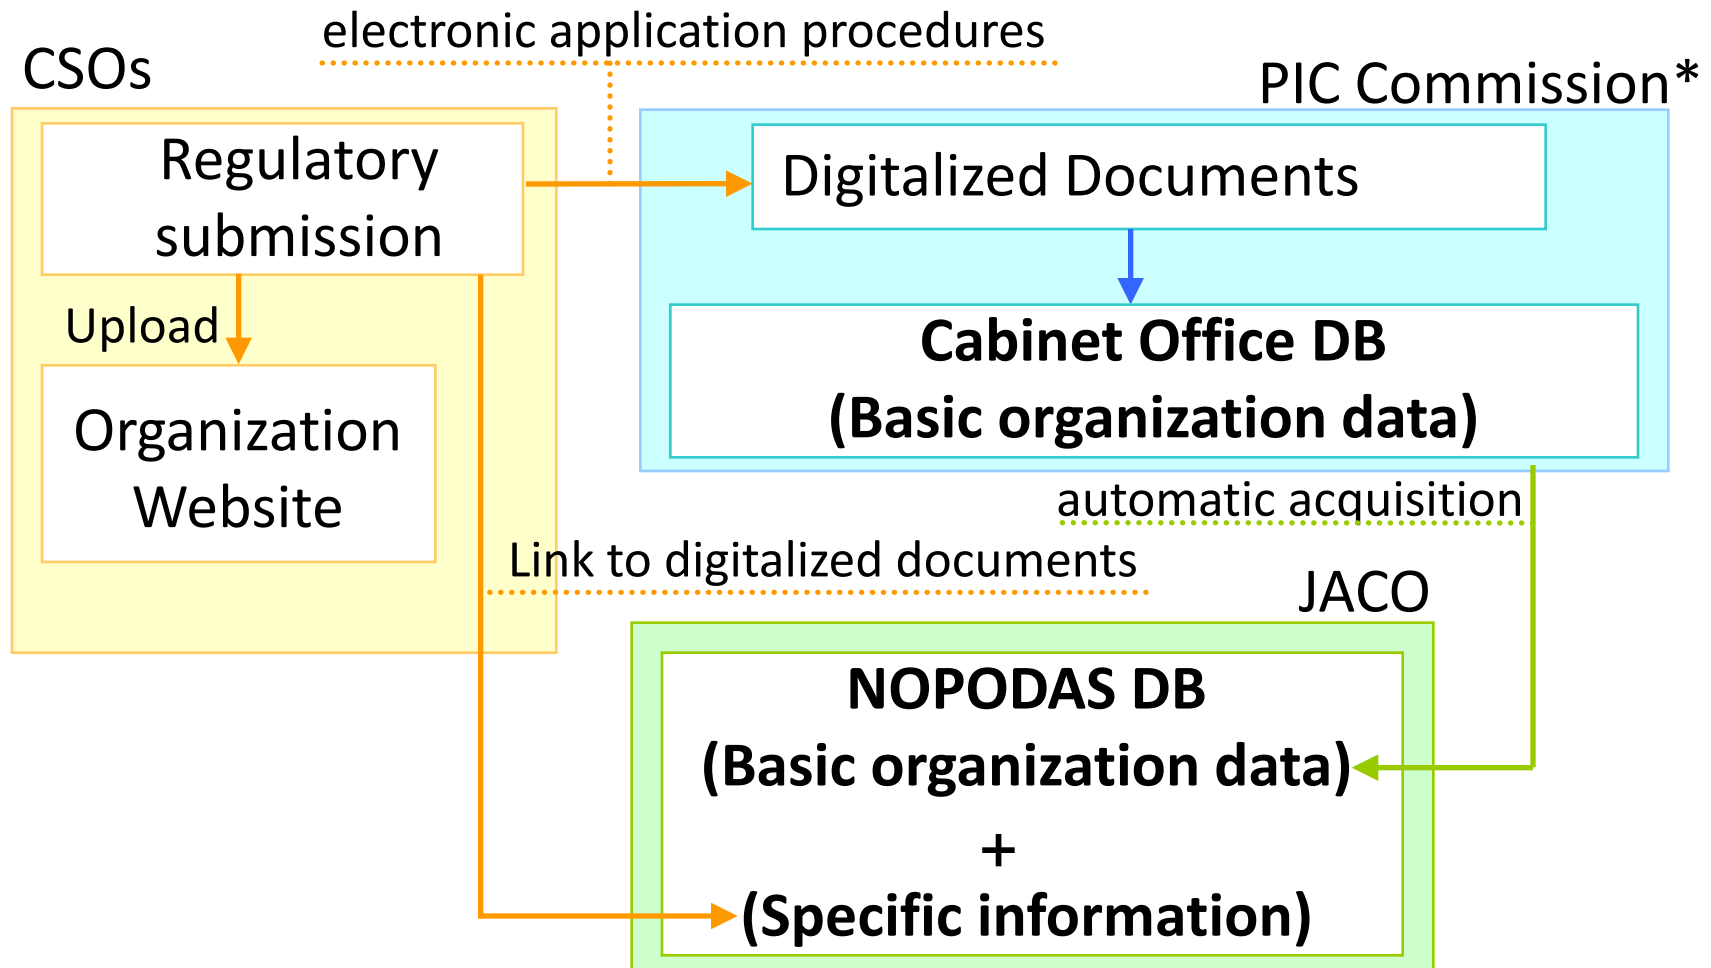 electronic application procedures
CSOs
PIC Commission*
Regulatory
submission
Digitalized Documents
Upload
Cabinet Office DB
(Basic organization data)
Organization
Website
automatic acquisition
Link to digitalized documents
JACO
NOPODAS DB
(Basic organization data)
+
(Specific information)